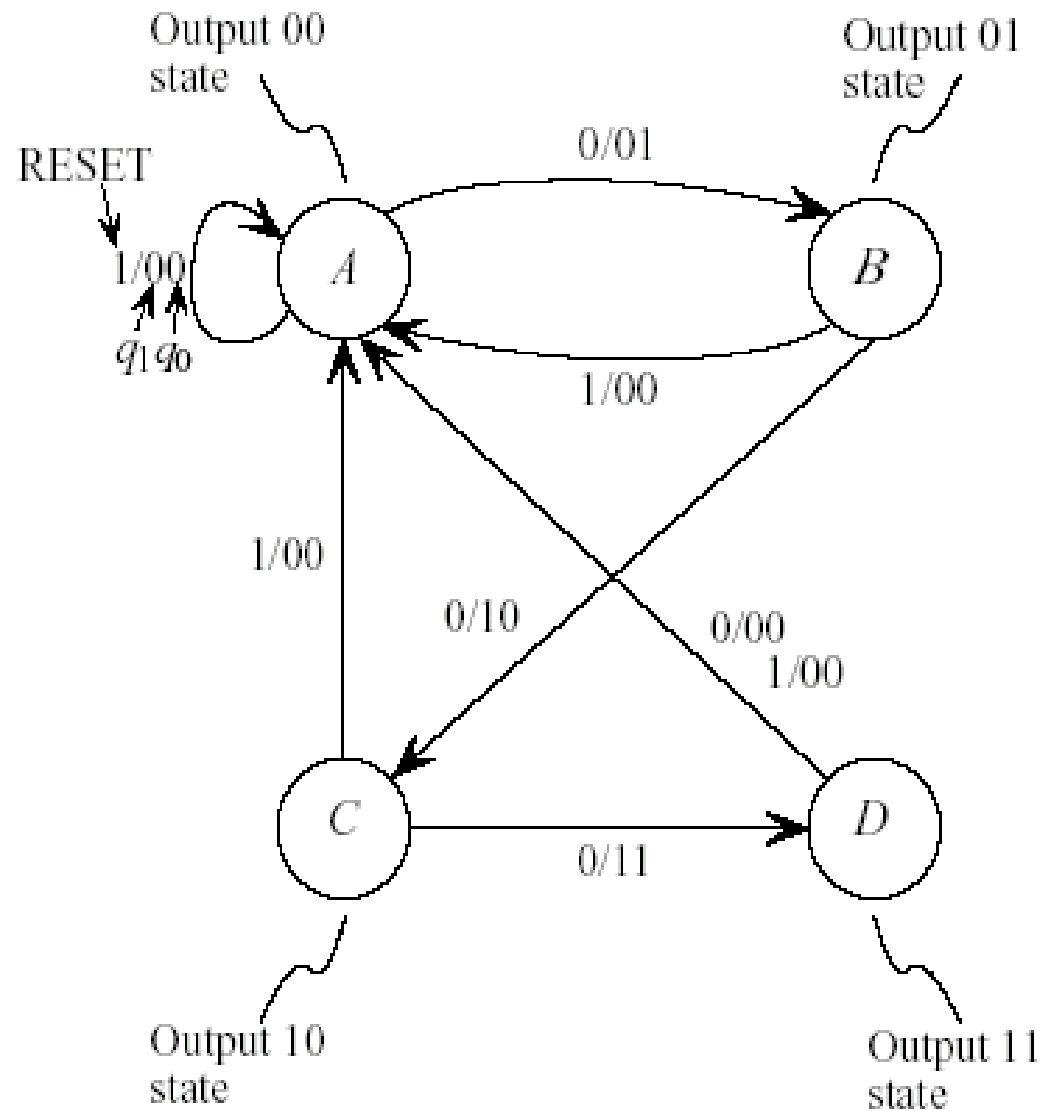 Output 00
state
Output 01
state
0/01
RESET
1/00
A
B
q1 q0
1/00
1/00
0/10
0/00
1/00
C
D
0/11
Output 10
state
Output 11
state